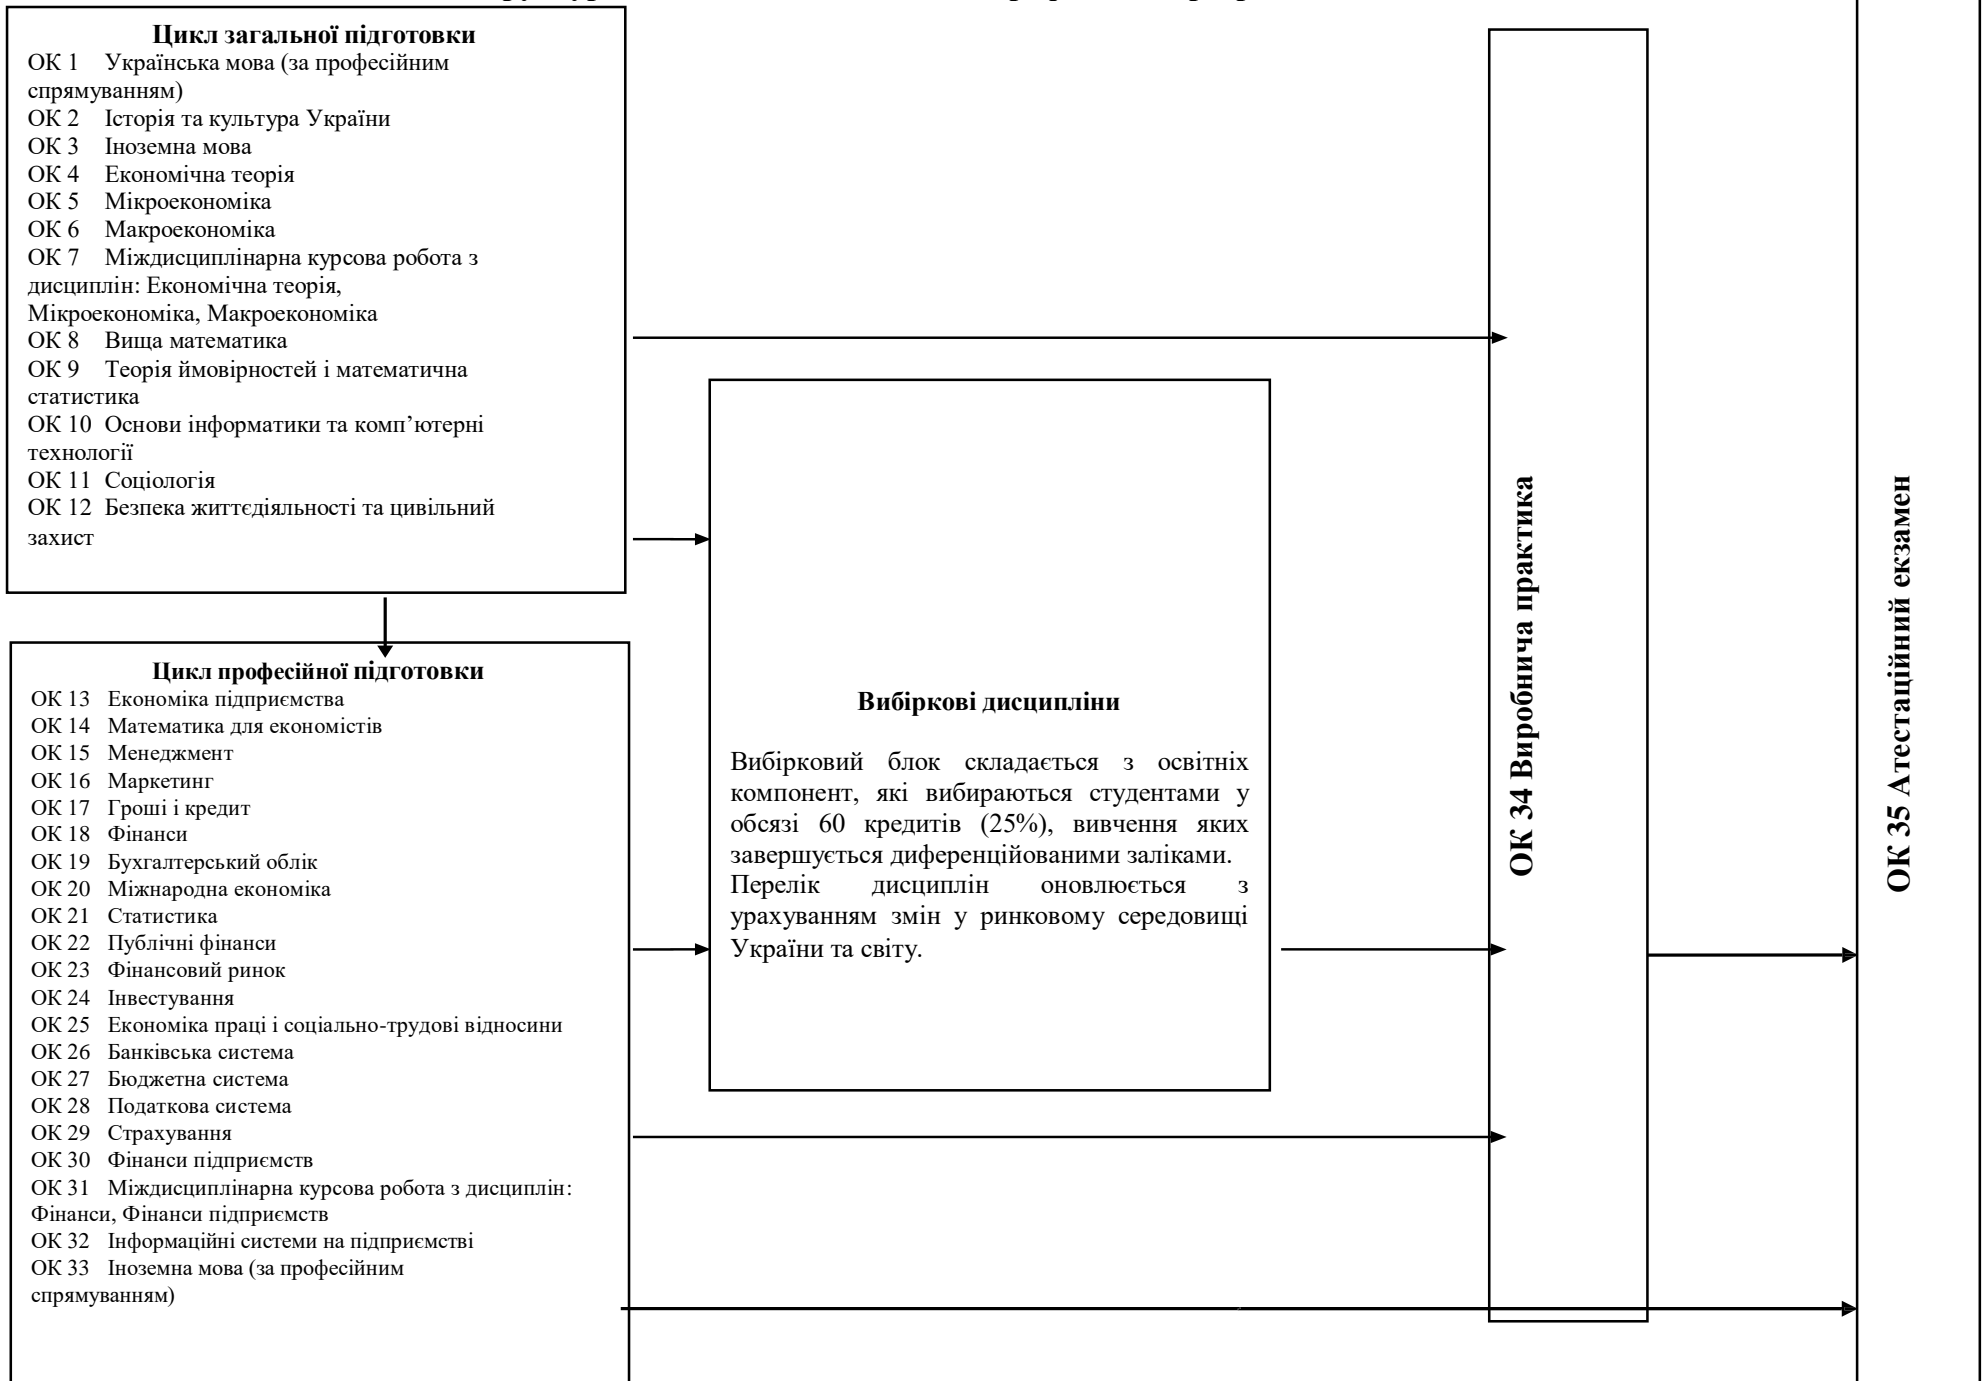 Цикл загальної підготовки
ОК 1 Українська мова (за професійним
спрямуванням)
ОК 2 Історія та культура України
ОК 3 Іноземна мова
ОК 4 Економічна теорія
ОК 5 Мікроекономіка
ОК 6 Макроекономіка
ОК 7 Міждисциплінарна курсова робота з
дисциплін: Економічна теорія,
Мікроекономіка, Макроекономіка
ОК 8 Вища математика
ОК 9 Теорія ймовірностей і математична
статистика
ОК 10 Основи інформатики та комп’ютерні
технології
ОК 11 Соціологія
ОК 12 Безпека життєдіяльності та цивільний
захист
Цикл професійної підготовки
ОК 13 Економіка підприємства
ОК 14 Математика для економістів
ОК 15 Менеджмент
ОК 16 Маркетинг
ОК 17 Гроші і кредит
ОК 18 Фінанси
ОК 19 Бухгалтерський облік
ОК 20 Міжнародна економіка
ОК 21 Статистика
ОК 22 Публічні фінанси
ОК 23 Фінансовий ринок
ОК 24 Інвестування
ОК 25 Економіка праці і соціально-трудові відносини
ОК 26 Банківська система
ОК 27 Бюджетна система
ОК 28 Податкова система
ОК 29 Страхування
ОК 30 Фінанси підприємств
ОК 31 Міждисциплінарна курсова робота з дисциплін:
Фінанси, Фінанси підприємств
ОК 32 Інформаційні системи на підприємстві
ОК 33 Іноземна мова (за професійним
спрямуванням)
Вибіркові дисципліни
Вибірковий блок складається з освітніх
компонент, які вибираються студентами у
обсязі 60 кредитів (25%), вивчення яких
завершується диференційованими заліками.
Перелік дисциплін оновлюється з
урахуванням змін у ринковому середовищі
України та світу.
ОК 34 Виробнича практика
ОК 35 Атестаційний екзамен